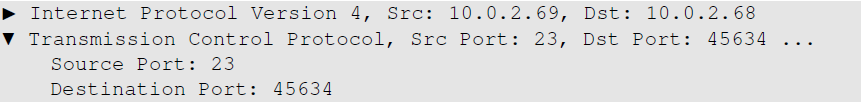 ▶ Internet Protocol Version 4, Src: 10.0.2.69, Dst: 10.0.2.68
▼ Transmission Control Protocol, Src Port: 23, Dst Port: 45634 ...
Source Port: 23
Destination Port: 45634